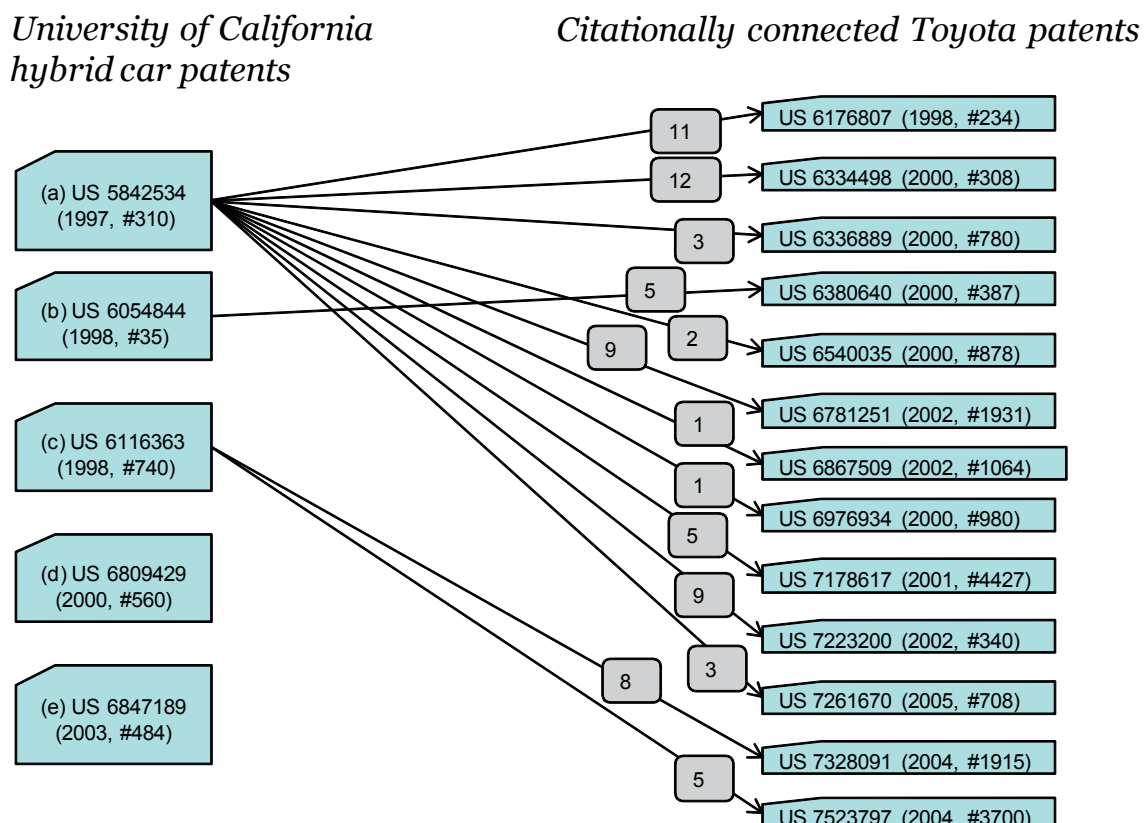 University of California
hybrid car patents
Citationally connected Toyota patents
(a) US 5842534
(1997, #310)
(b) US 6054844
(1998, #35)
(c) US 6116363
(1998, #740)
(d) US 6809429
(2000, #560)
(e) US 6847189
(2003, #484)
11
12
3
5
2
9
1
1
5
9
3
8
5
US 6176807 (1998, #234)
US 6334498 (2000, #308)
US 6336889 (2000, #780)
US 6380640 (2000, #387)
US 6540035 (2000, #878)
US 6781251 (2002, #1931)
US 6867509 (2002, #1064)
US 6976934 (2000, #980)
US 7178617 (2001, #4427)
US 7223200 (2002, #340)
US 7261670 (2005, #708)
US 7328091 (2004, #1915)
US 7523797 (2004, #3700)